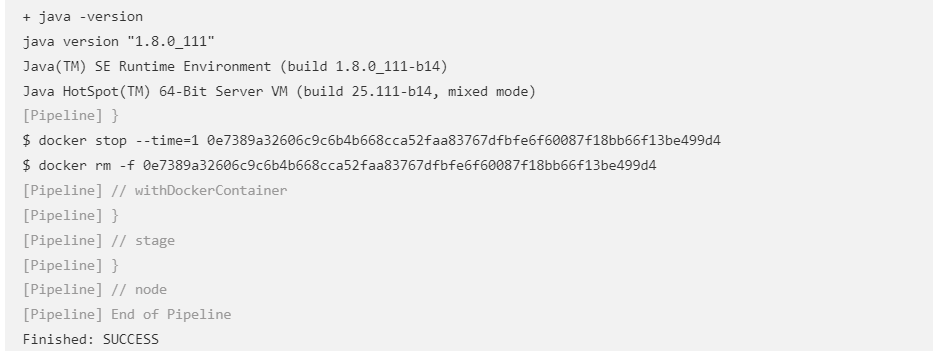 + java -version
java version "1.8.0_111"
Java(TM) SE Runtime Environment (build 1.8.0_111-b14)
Java HotSpot(TM) 64-Bit Server VM (build 25.111-b14, mixed mode)
[Pipeline] }
$ docker stop --time=1 0e7389a32606c9c6b4b668cca52faa83767dfbfe6f60087f18bb66f13be499d4
$ docker rm -f 0e7389a32606c9c6b4b668cca52faa83767dfbfe6f60087f18bb66f13be499d4
[Pipeline] // withDockerContainer
[Pipeline] }
[Pipeline] // stage
[Pipeline] }
[Pipeline] // node
[Pipeline] End of Pipeline
Finished: SUCCESS